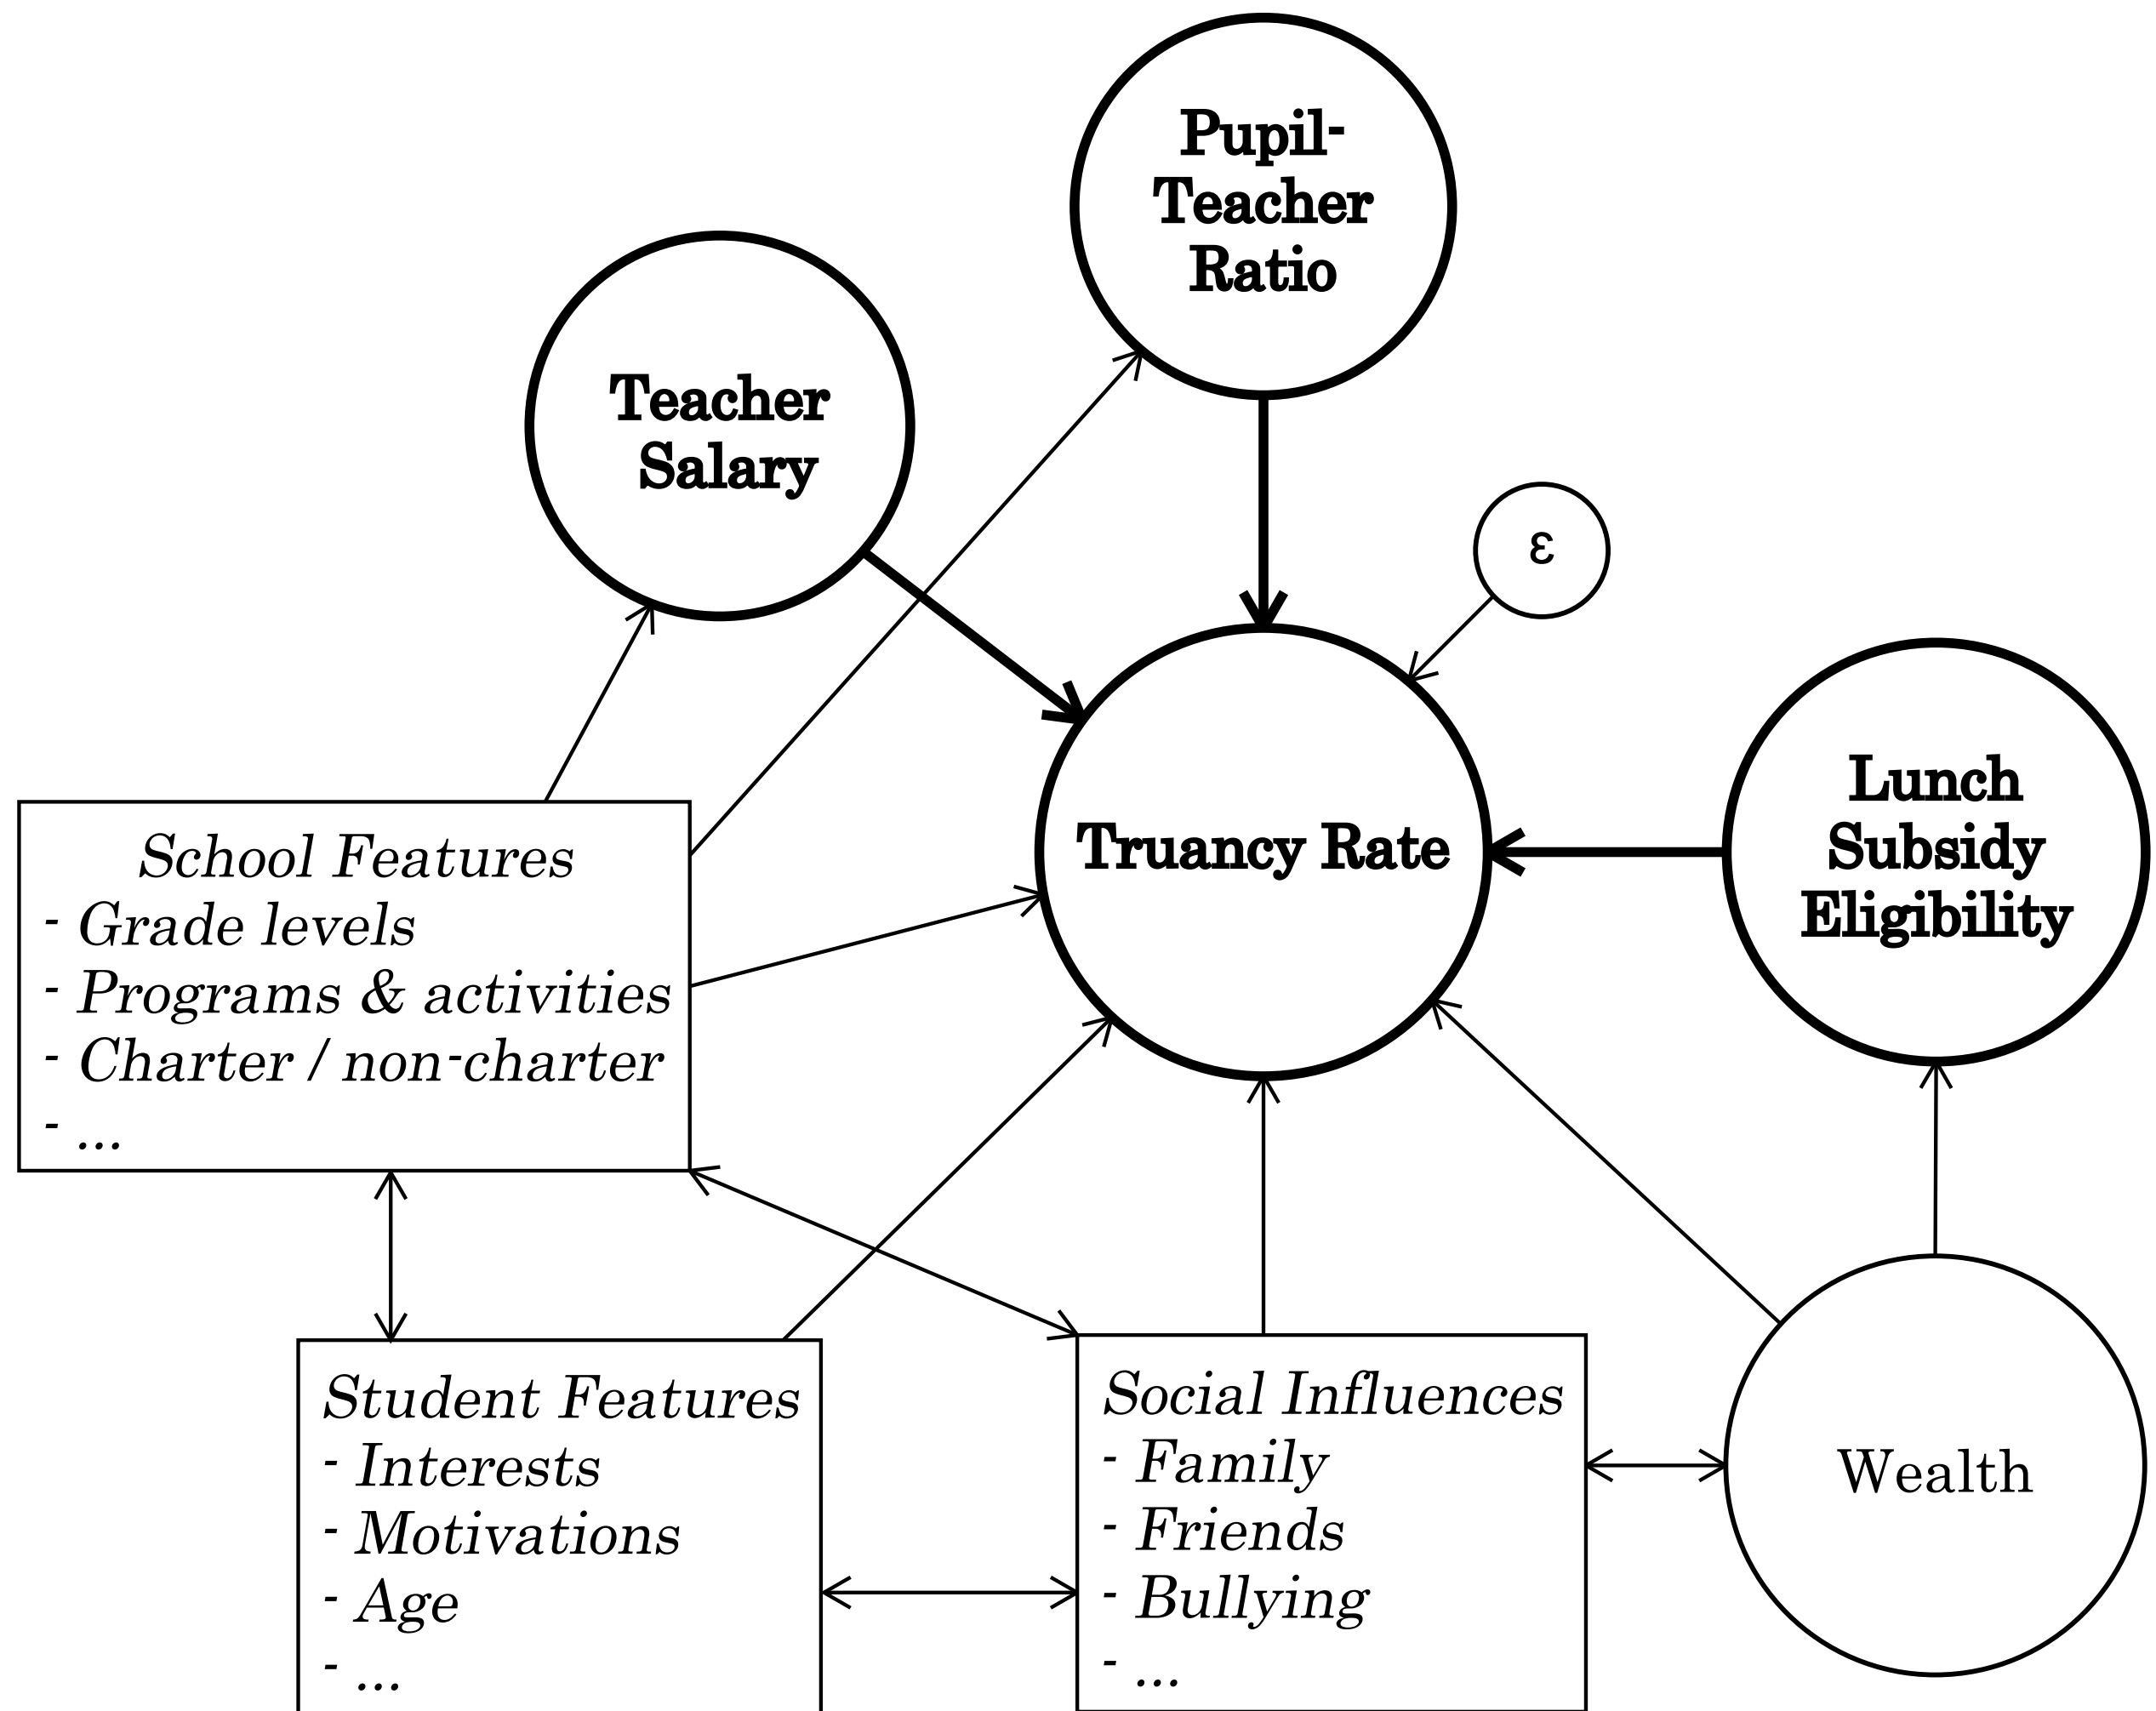 Pupil-
Teacher
Ratio
Teacher
Salary
ε
Truancy Rate
Lunch
Subsidy
Eligibility
School Features
- Grade levels
- Programs & activities
- Charter / non-charter
- ...
Student Features
- Interests
- Motivations
- Age
- ...
Social Influences
- Family
- Friends
- Bullying
- ...
Wealth